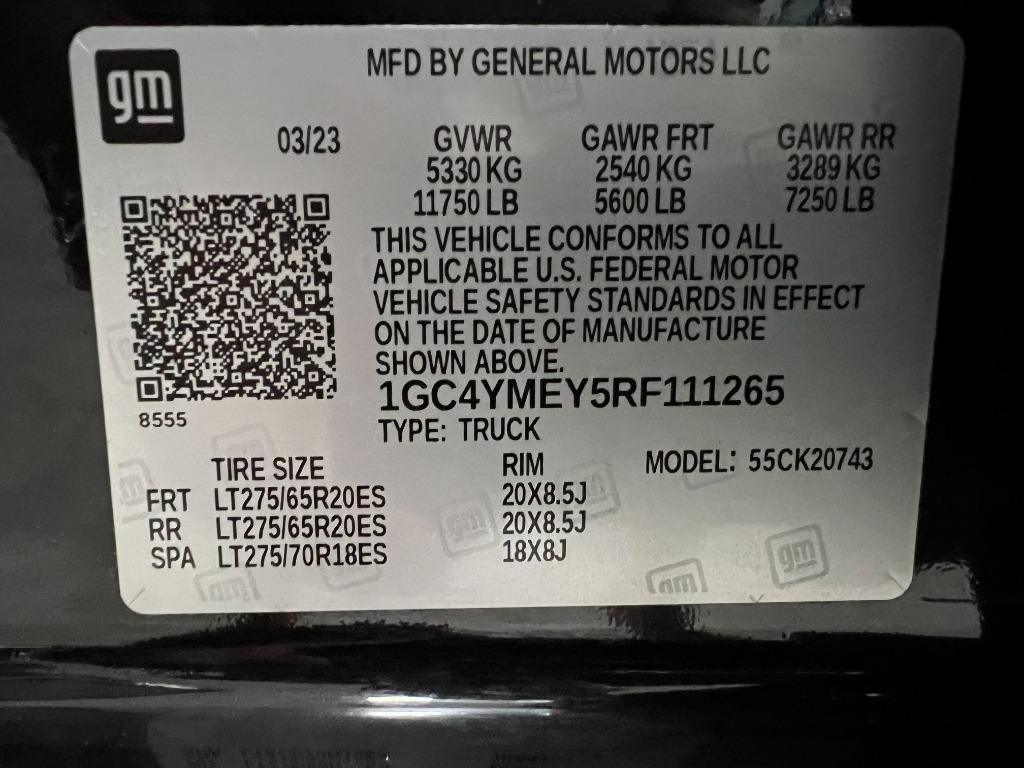 gm
MFD BY GENERAL MOTORS LLC
03/23 GVWR GAWR FRT GAWR RR
5330 KG 2540 KG 3289 KG
11750 LB 5600 LB 7250 LB
THIS VEHICLE CONFORMS TO ALL
APPLICABLE U.S. FEDERAL MOTOR
VEHICLE SAFETY STANDARDS IN EFFECT
ON THE DATE OF MANUFACTURE
SHOWN ABOVE.
1GC4YMEY5RF111265
8555
TYPE: TRUCK
TIRE SIZE RIM MODEL: 55CK20743
FRT LT275/65R20ES 20X8.5J
RR LT275/65R20ES 20X8.5J
SPA LT275/70R18ES 18X8J
gm
gm